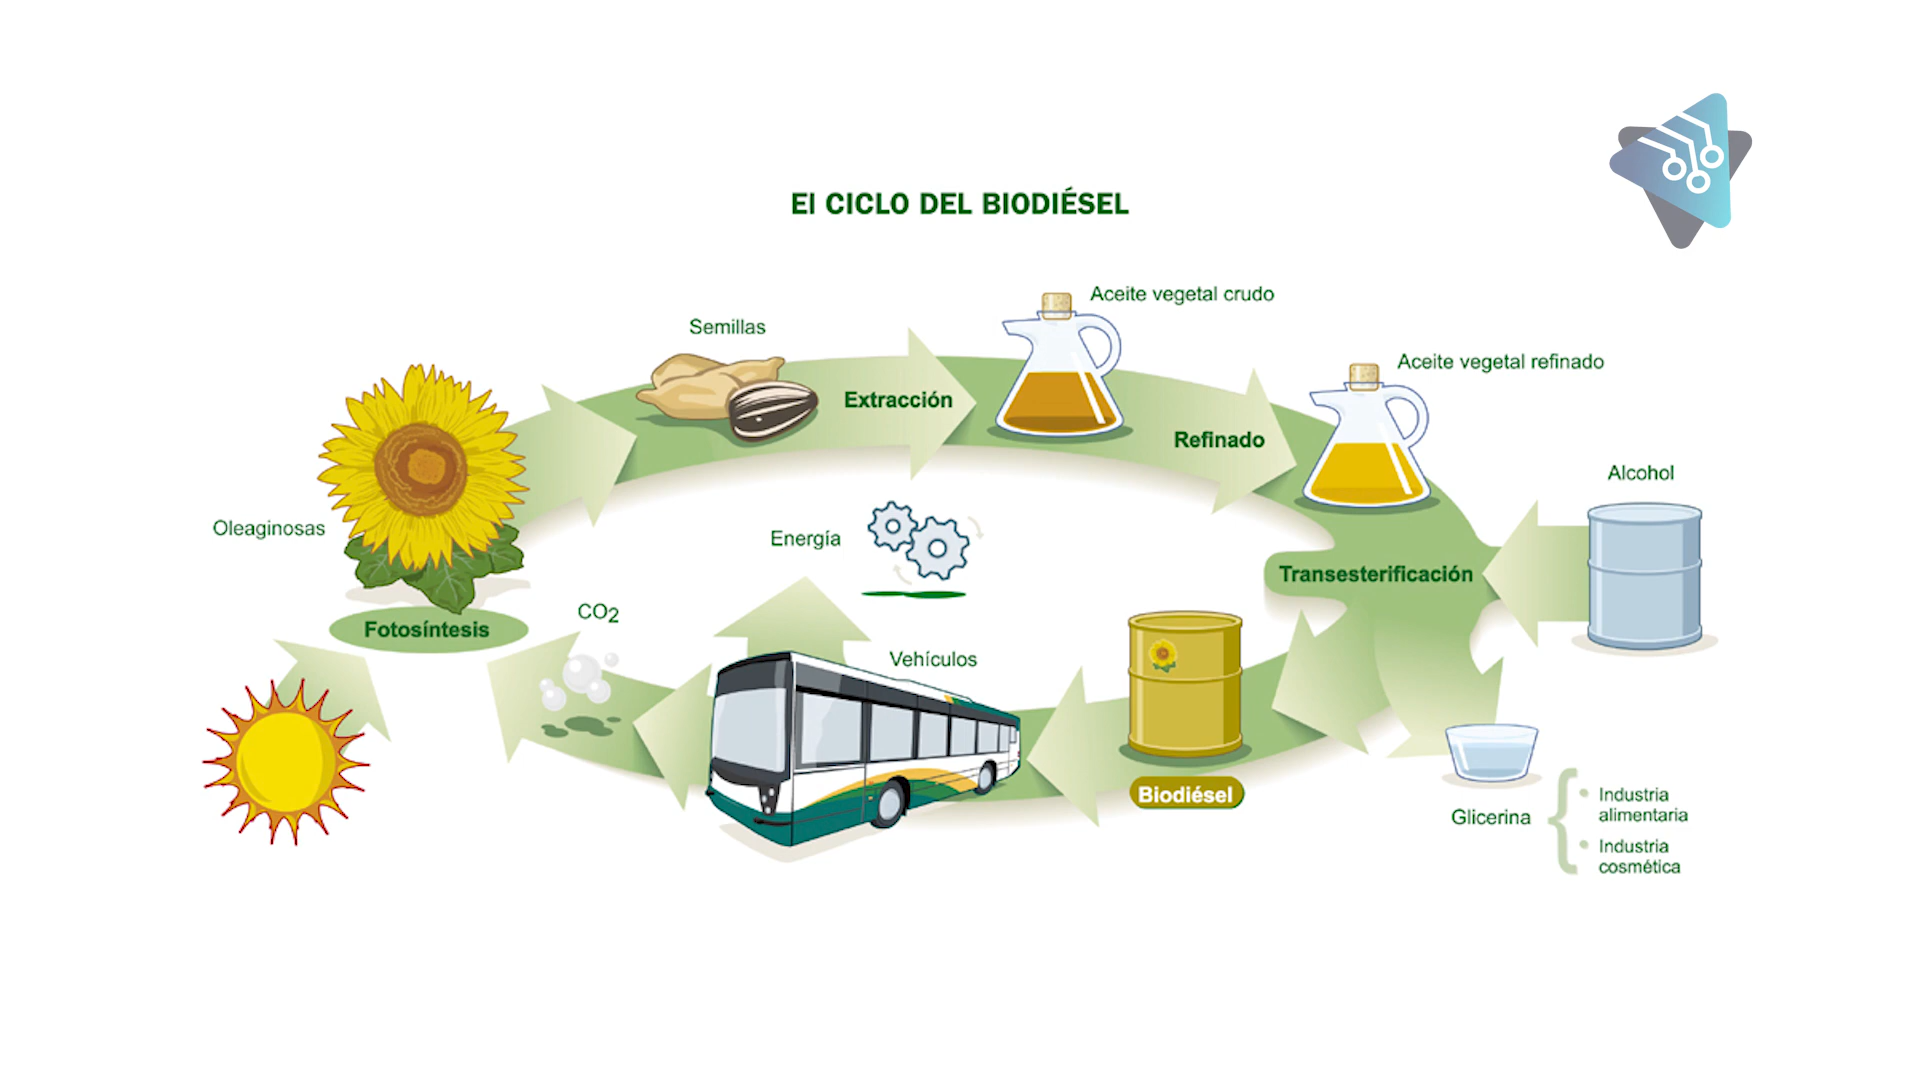 El CICLO DEL BIODIÉSEL
Aceite vegetal crudo
Semillas
Aceite vegetal refinado
Extracción
Refinado
Alcohol
Oleaginosas
Energía
Transesterificación
CO2
Fotosíntesis
Vehículos
Biodiésel
Glicerina
Industria
alimentaria
Industria
cosmética